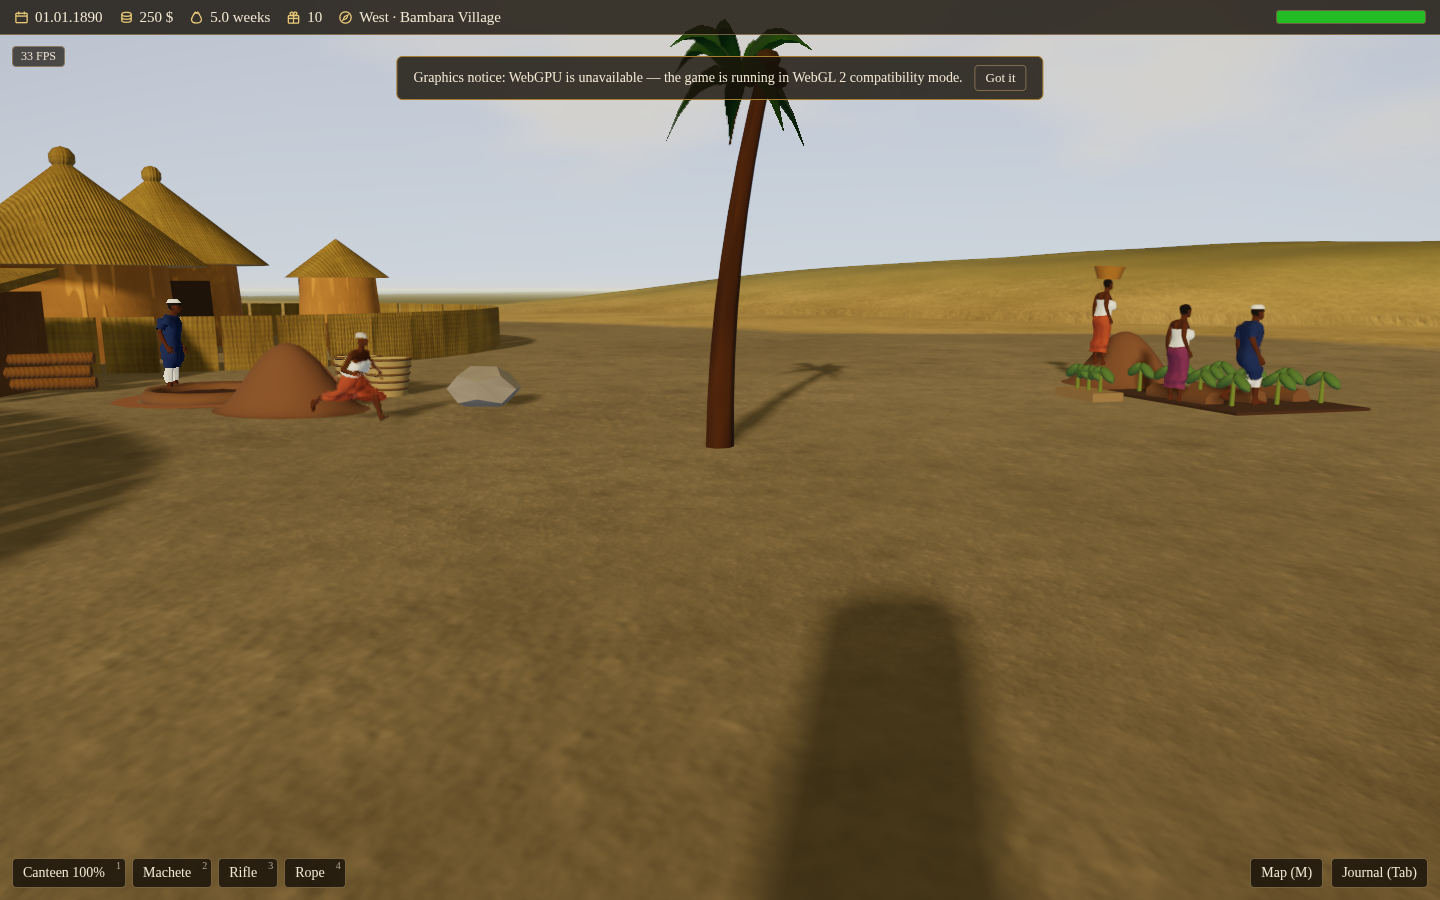 01.01.1890 250 $ 5.0 weeks 10 West · Bambara Village
33 FPS
Graphics notice: WebGPU is unavailable — the game is running in WebGL 2 compatibility mode. Got it
Canteen 100% 1 Machete 2 Rifle 3 Rope 4 Map (M) Journal (Tab)